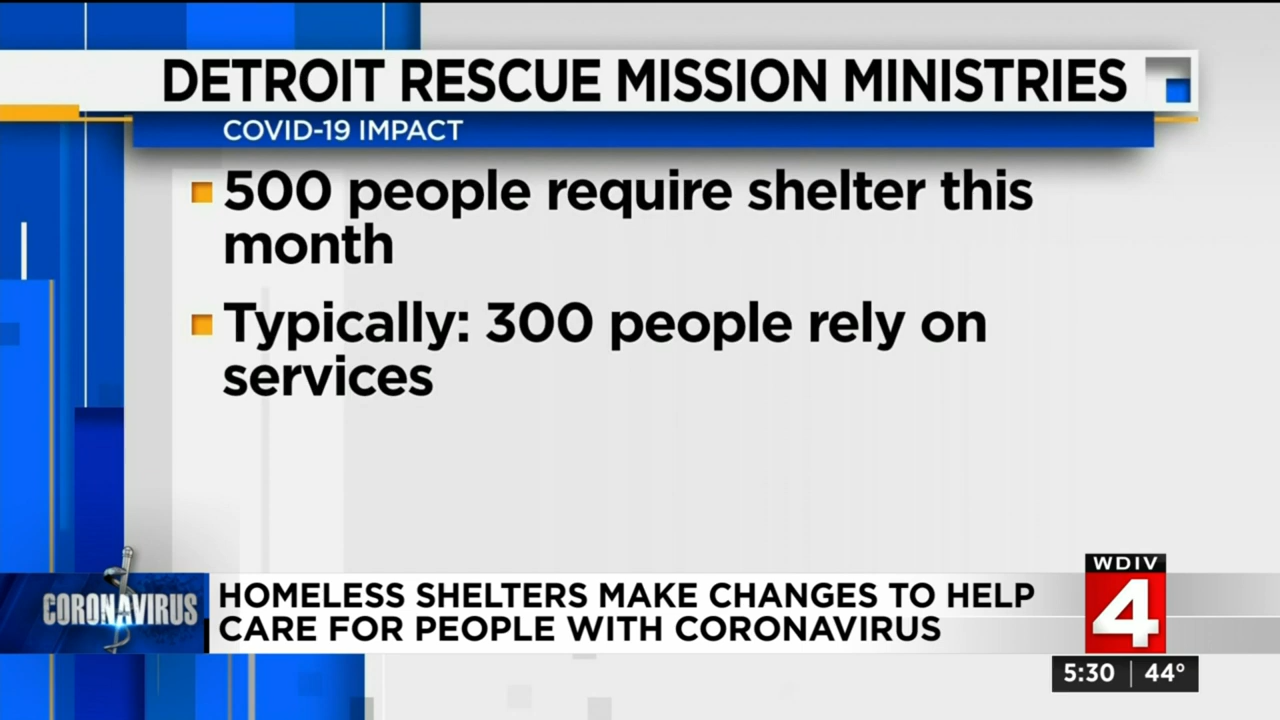 DETROIT RESCUE MISSION MINISTRIES
COVID-19 IMPACT
500 people require shelter this
month
Typically: 300 people rely on
services
CORONAVIRUS
HOMELESS SHELTERS MAKE CHANGES TO HELP
CARE FOR PEOPLE WITH CORONAVIRUS
WDIV
4
5:30 | 44°